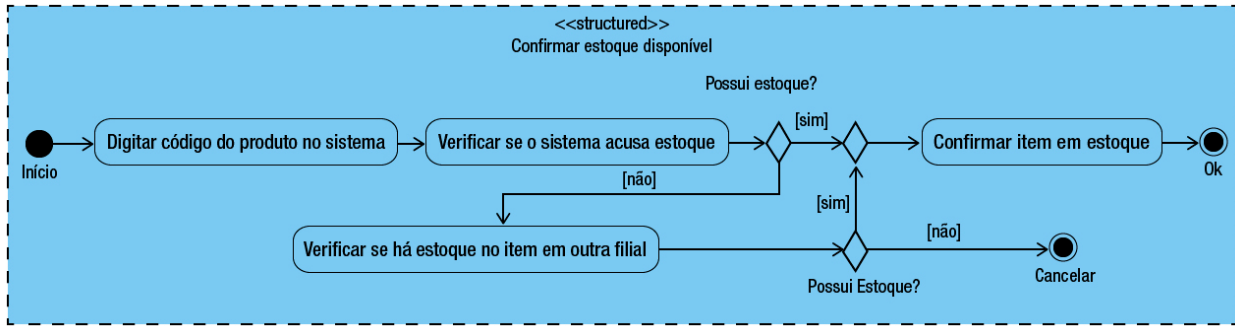 <<structured>>
Confirmar estoque disponível
Possui estoque?
[sim]
Digitar código do produto no sistema
Verificar se o sistema acusa estoque
Confirmar item em estoque
Início
Ok
[não]
[sim]
[não]
Verificar se há estoque no item em outra filial
Possui Estoque?
Cancelar